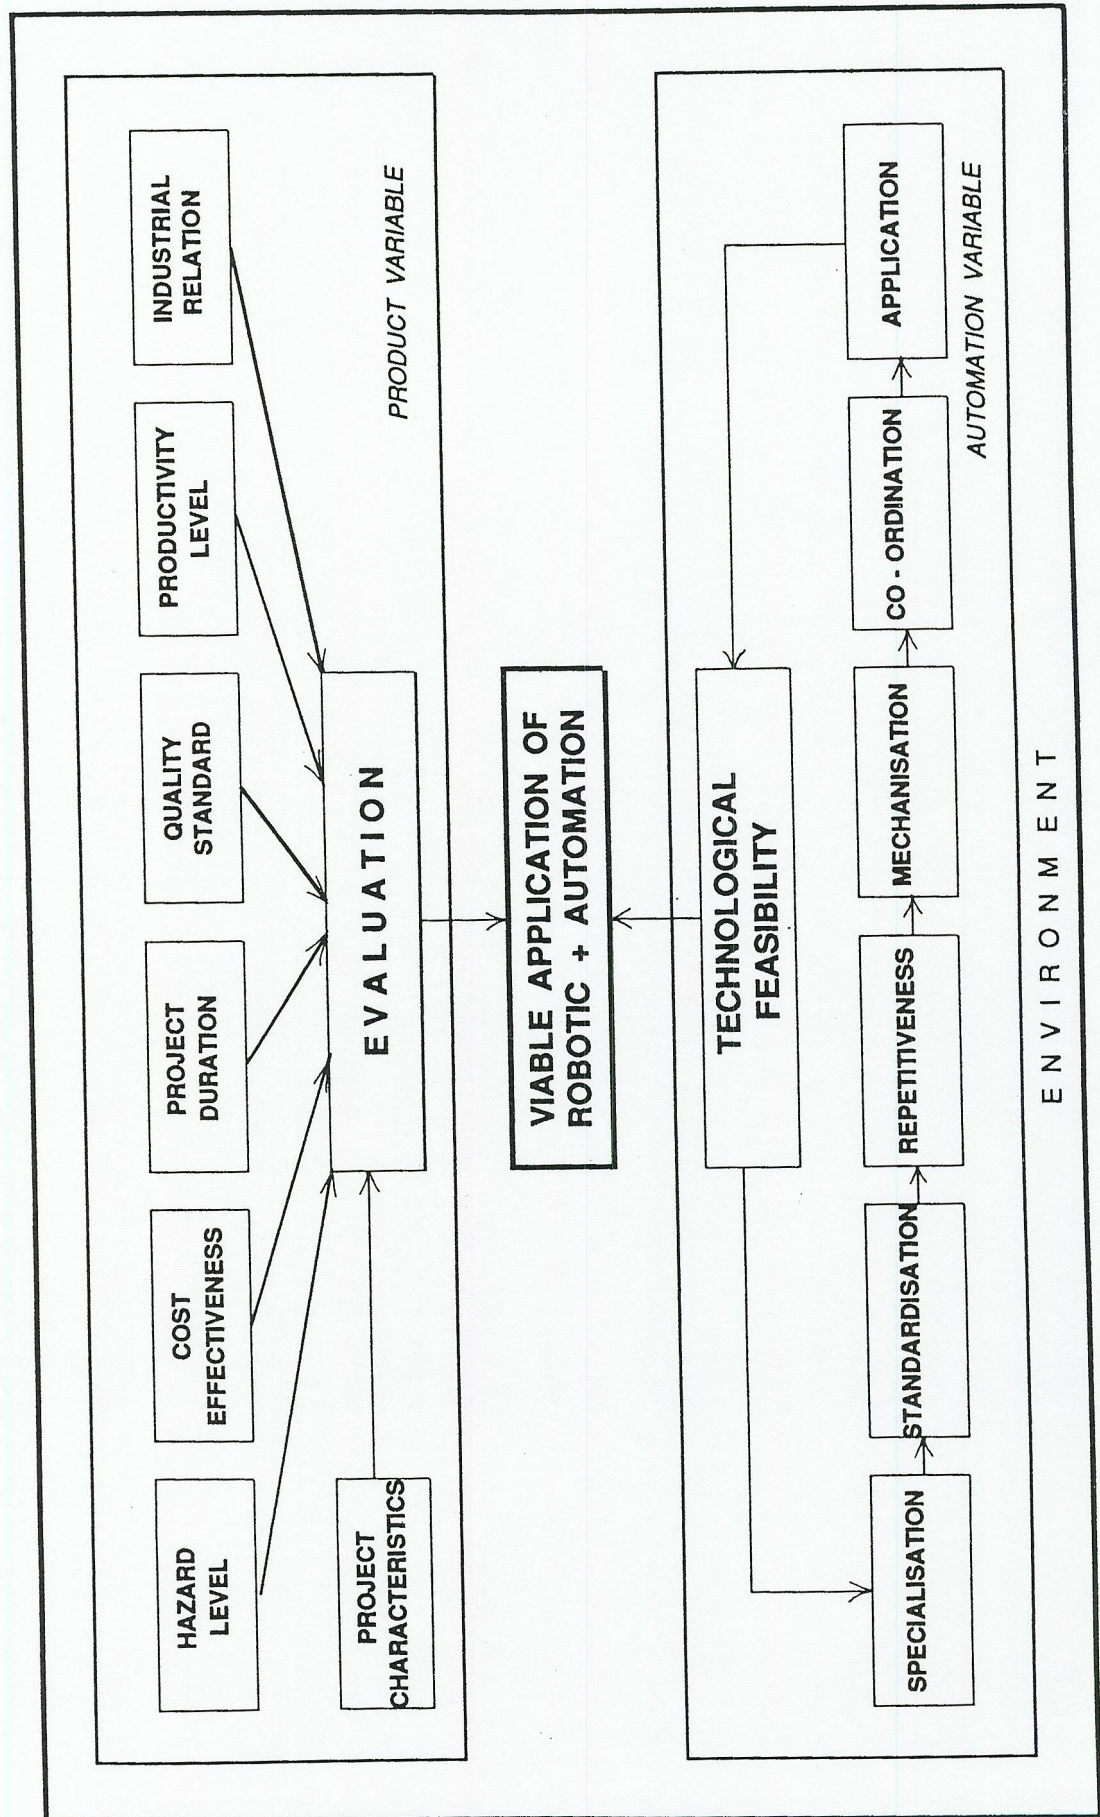 HAZARD
LEVEL
COST
EFFECTIVENESS
PROJECT
DURATION
QUALITY
STANDARD
PRODUCTIVITY
LEVEL
INDUSTRIAL
RELATION
PROJECT
CHARACTERISTICS
EVALUATION
PRODUCT VARIABLE
VIABLE APPLICATION OF
ROBOTIC + AUTOMATION
TECHNOLOGICAL
FEASIBILITY
SPECIALISATION
STANDARDISATION
REPETITIVENESS
MECHANISATION
CO - ORDINATION
APPLICATION
AUTOMATION VARIABLE
ENVIRONMENT